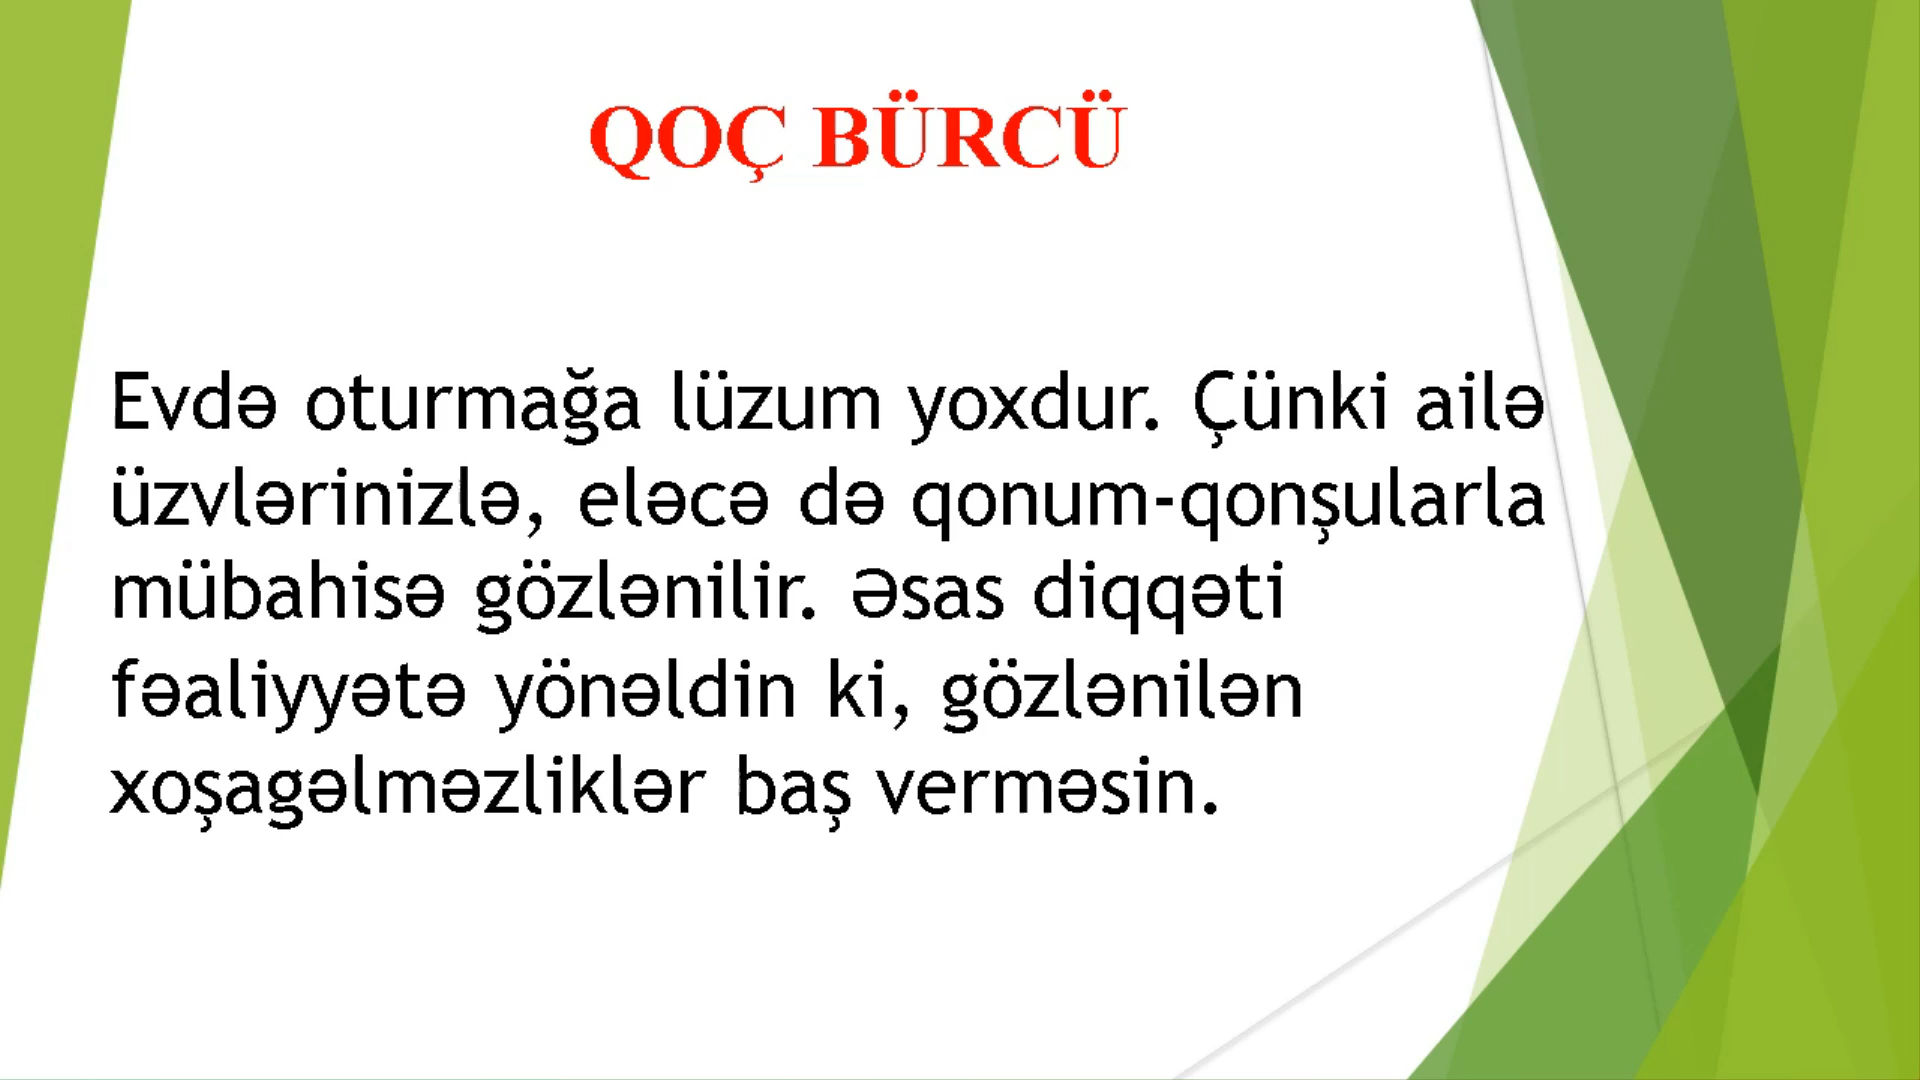 QOÇ BÜRCÜ
Evdə oturmağa lüzum yoxdur. Çünki ailə
üzvlərinizlə, eləcə də qonum-qonşularla
mübahisə gözlənilir. Əsas diqqəti
fəaliyyətə yönəldin ki, gözlənilən
xoşagəlməzliklər baş verməsin.